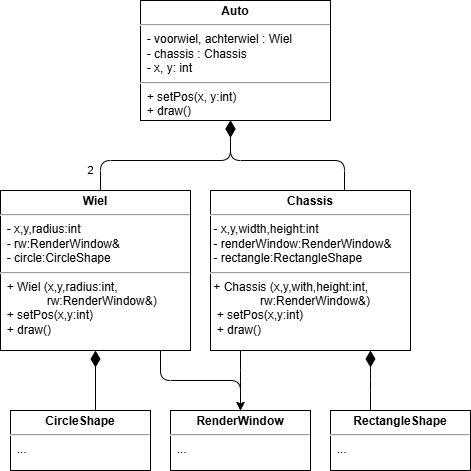 Auto
- voorwiel, achterwiel : Wiel
- chassis : Chassis
- x, y: int
+ setPos(x, y:int)
+ draw()
2
Wiel
- x,y,radius:int
- rw:RenderWindow&
- circle:CircleShape
+ Wiel (x,y,radius:int,
rw:RenderWindow&)
+ setPos(x,y:int)
+ draw()
Chassis
- x,y,width,height:int
- renderWindow:RenderWindow&
- rectangle:RectangleShape
+ Chassis (x,y,with,height:int,
rw:RenderWindow&)
+ setPos(x,y:int)
+ draw()
CircleShape
...
RenderWindow
...
RectangleShape
...